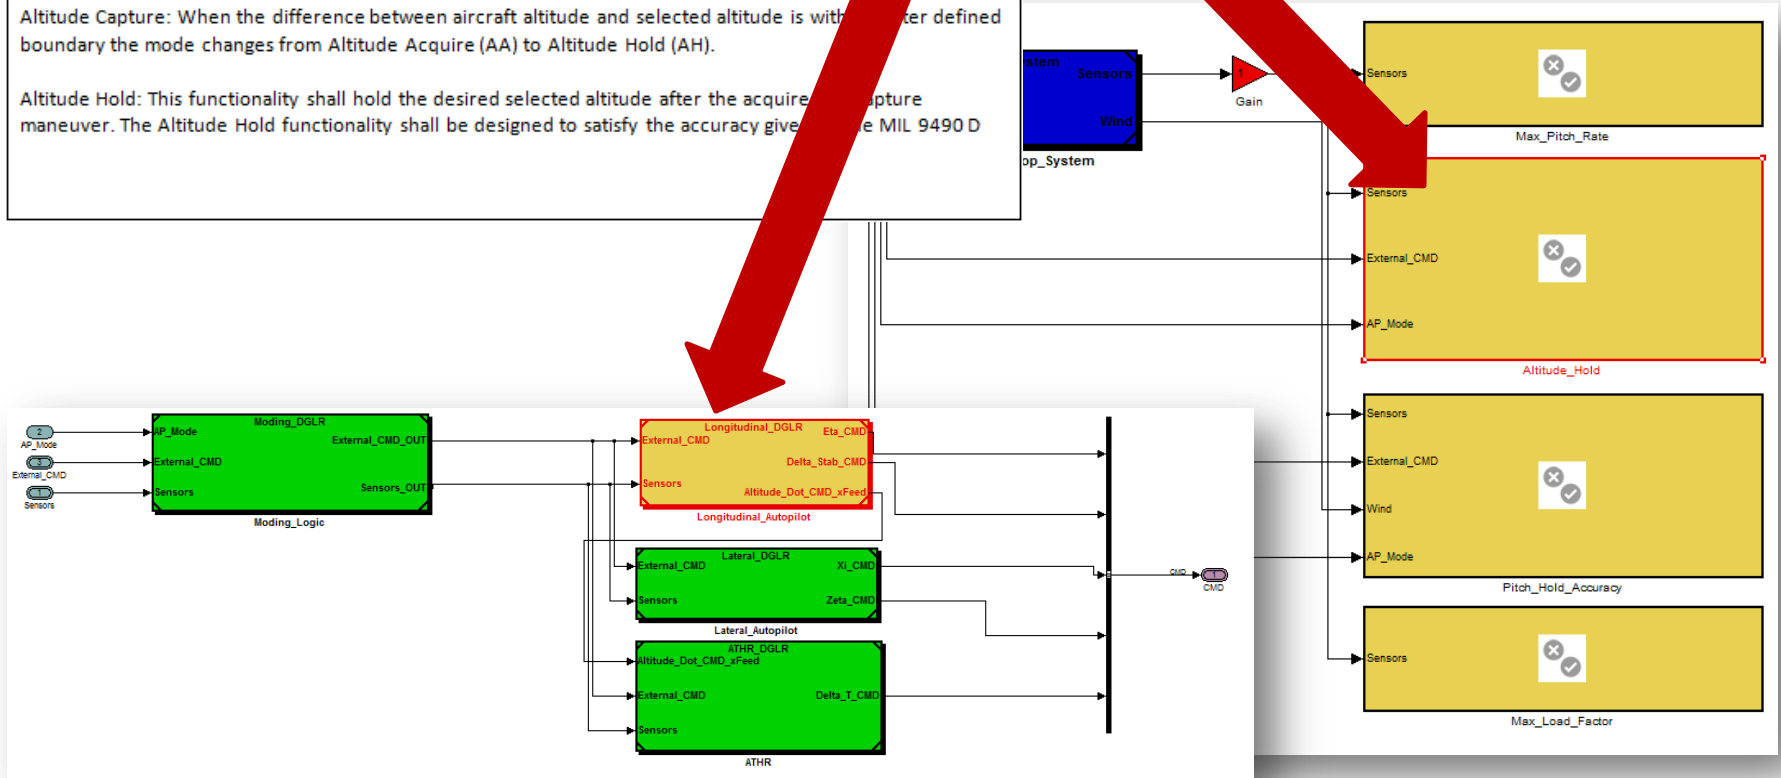 Altitude Capture: When the difference between aircraft altitude and selected altitude is defined
boundary the mode changes from Altitude Acquire (AA) to Altitude Hold (AH).
Altitude Hold: This functionality shall hold the desired selected altitude after the acquire
maneuver. The Altitude Hold functionality shall be designed to satisfy the accuracy MIL 9490 D
Sensors
Wind
1
Gain
Sensors
Max_Pitch_Rate
Sensors
External_CMD
AP_Mode
Altitude_Hold
Sensors
External_CMD
Wind
AP_Mode
Pitch_Hold_Accuracy
Sensors
Max_Load_Factor
2
AP_Mode
3
External_CMD
1
Sensors
Moding_DGLR
AP_Mode
External_CMD
Sensors
External_CMD_OUT
Sensors_OUT
Moding_Logic
Longitudinal_DGLR
External_CMD
Sensors
Eta_CMD
Delta_Stab_CMD
Altitude_Dot_CMD_xFeed
Longitudinal_Autopilot
Lateral_DGLR
External_CMD
Sensors
Xi_CMD
Zeta_CMD
Lateral_Autopilot
ATHR_DGLR
Altitude_Dot_CMD_xFeed
External_CMD
Sensors
Delta_T_CMD
ATHR
CMD
1
CMD